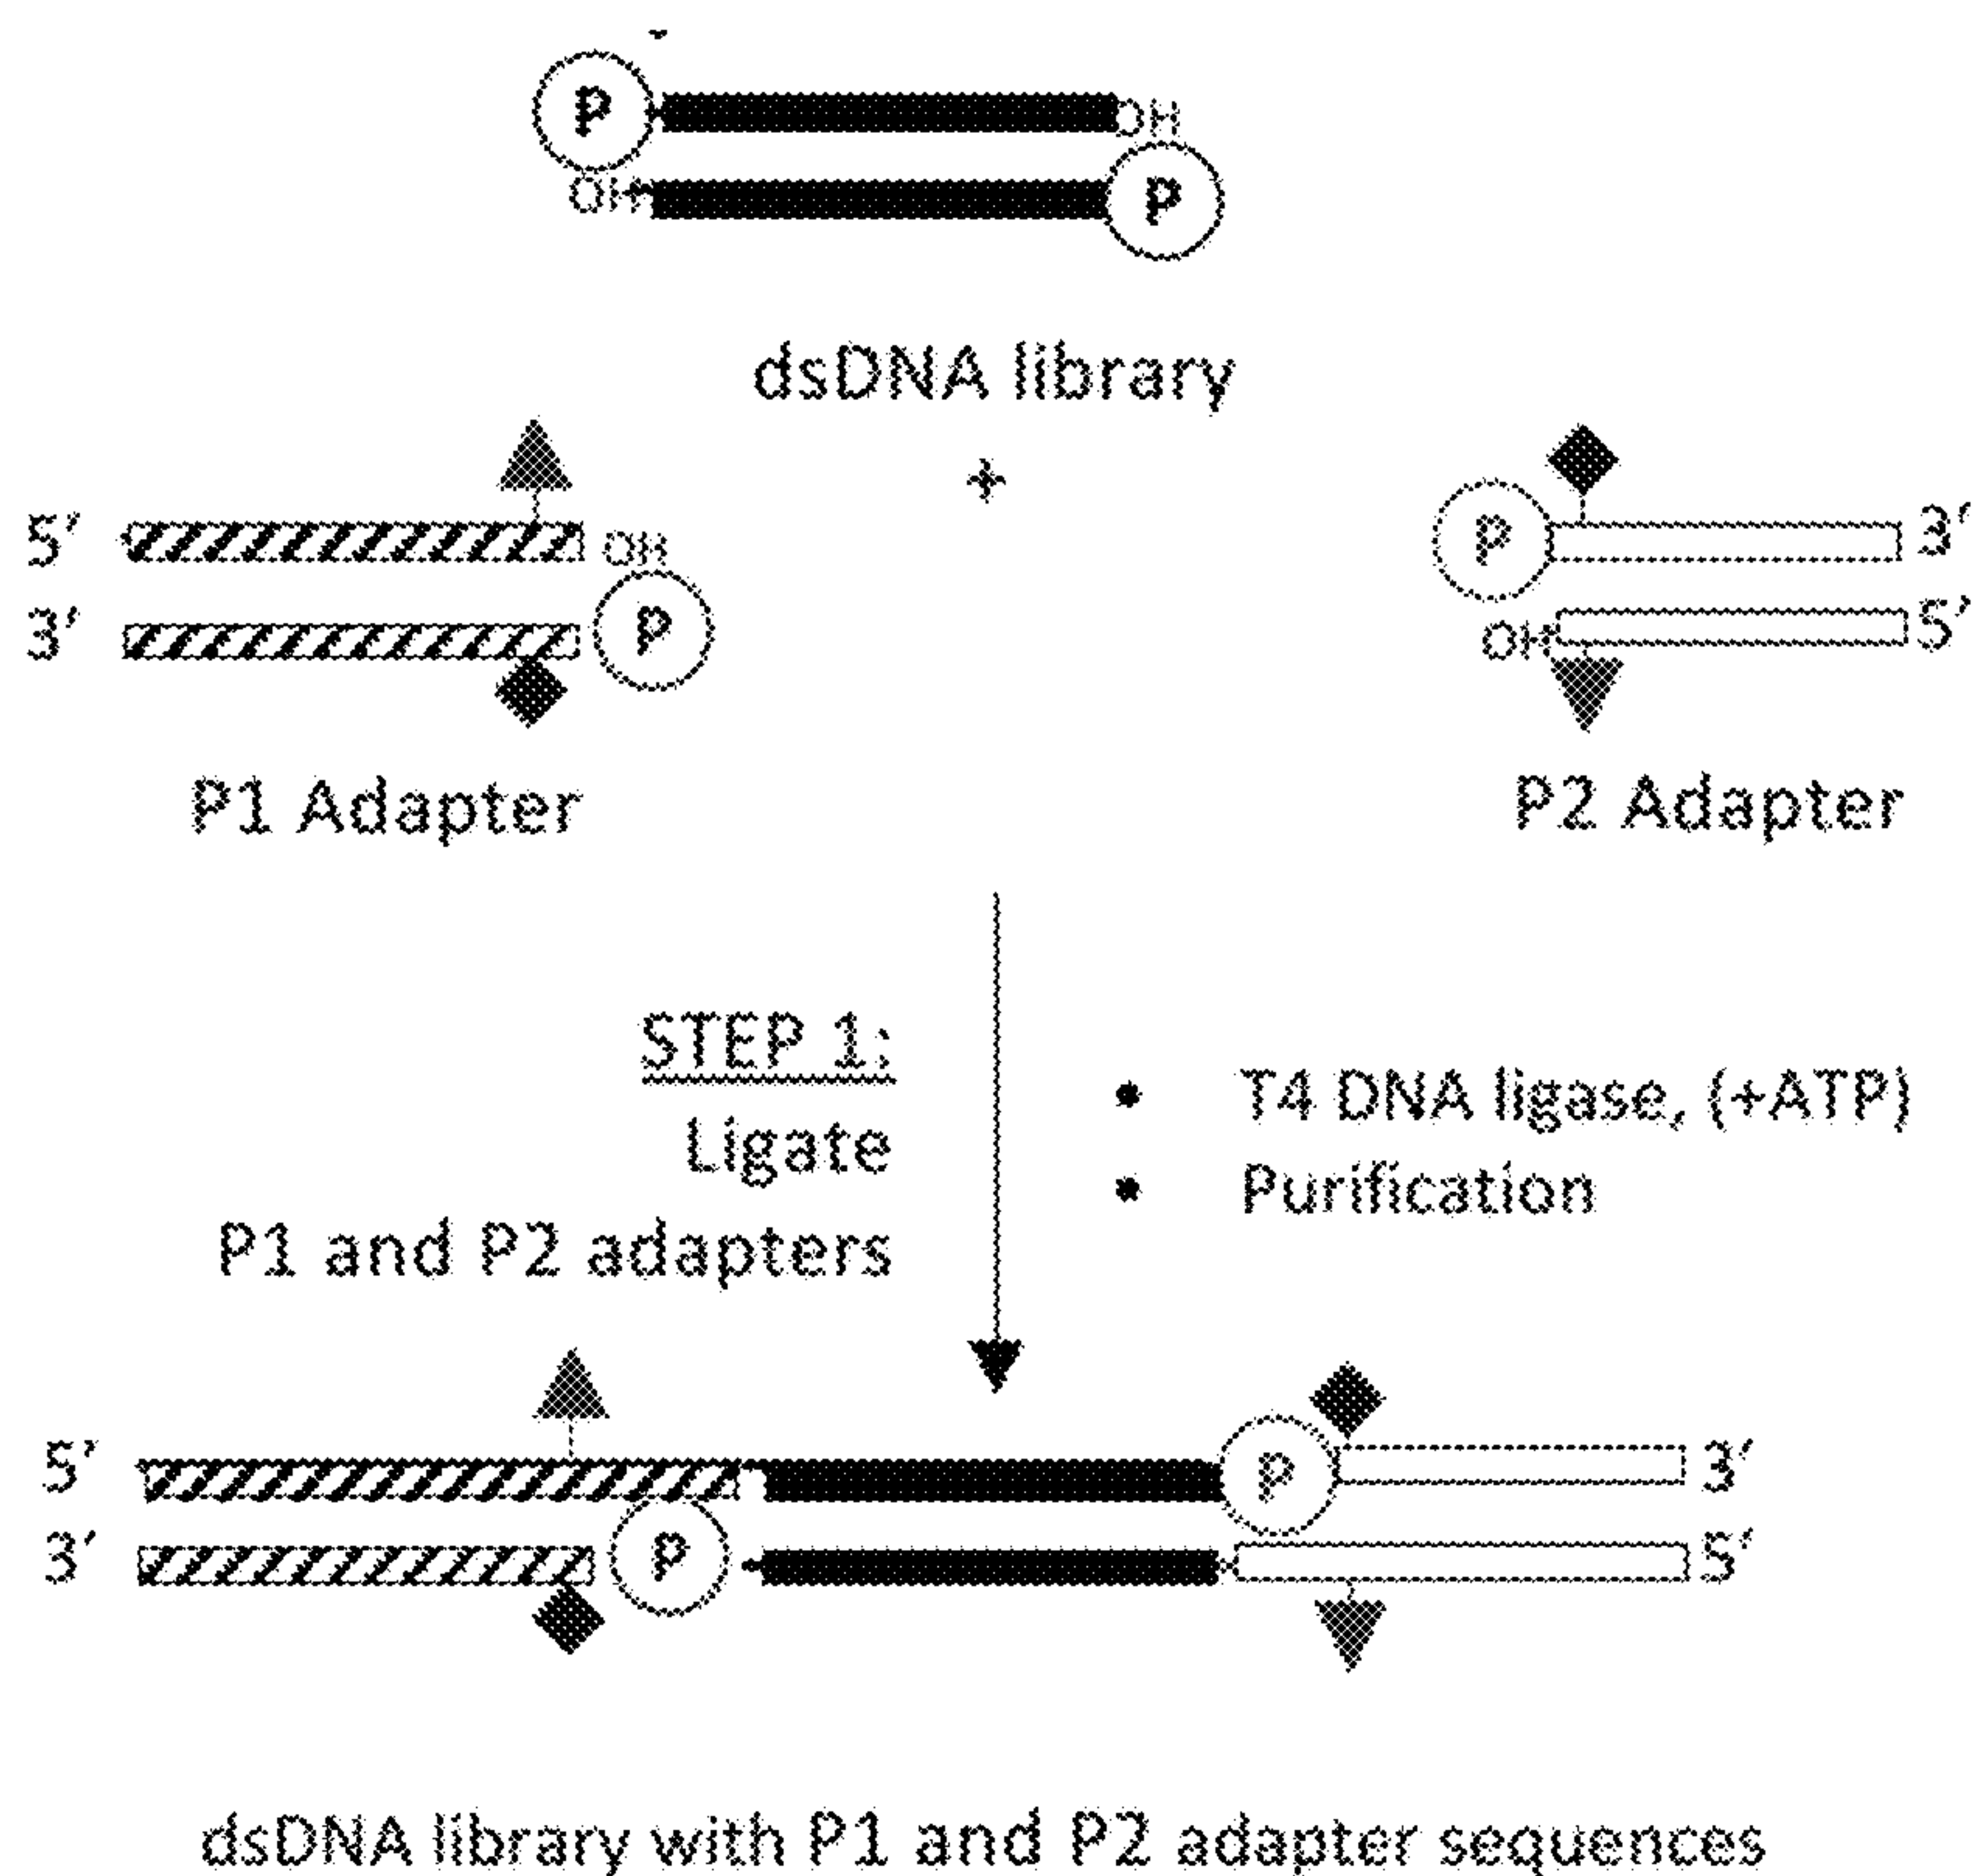 P OH
OH P
dsDNA library
+
5' OH P 3'
3' P OH 5'
P1 Adapter P2 Adapter
STEP 1:
Ligate
P1 and P2 adapters
• T4 DNA ligase, (+ATP)
• Purification
5' P 3'
3' P 5'
dsDNA library with P1 and P2 adapter sequences